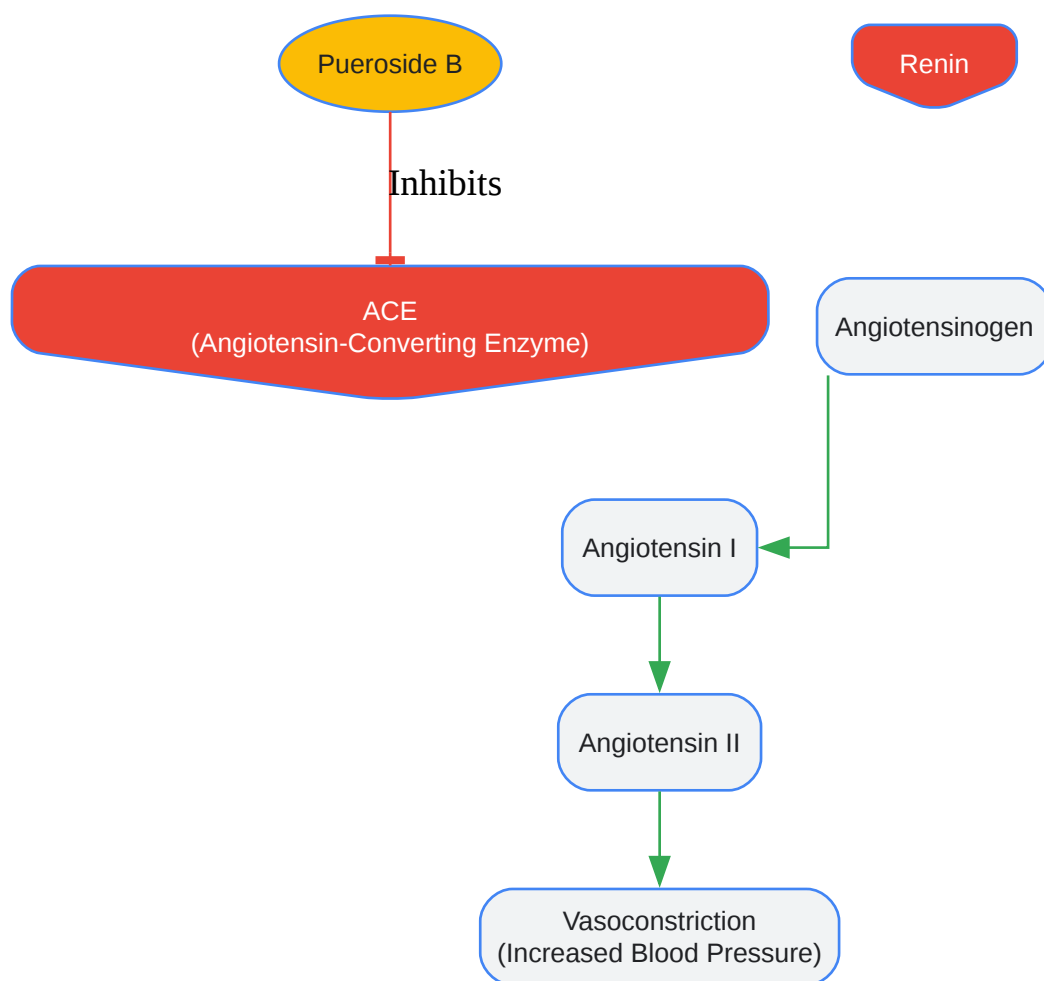 Pueroside B
Renin
Inhibits
ACE
(Angiotensin-Converting Enzyme)
Angiotensinogen
Angiotensin I
Angiotensin II
Vasoconstriction
(Increased Blood Pressure)